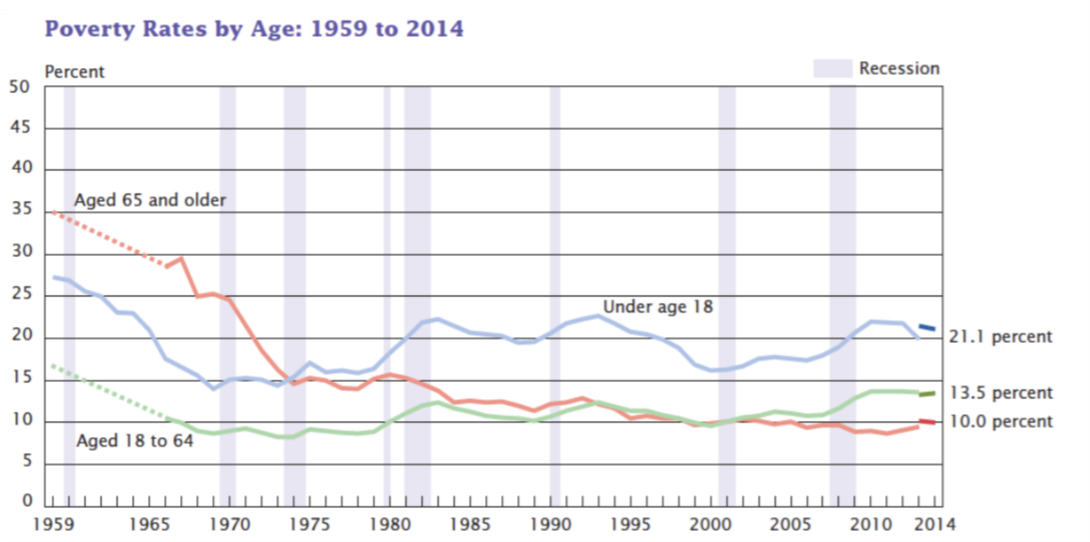 Poverty Rates by Age: 1959 to 2014
Percent
Recession
50
45
40
Aged 65 and older
35
30
25
Under age 18
20
21.1 percent
15
13.5 percent
10
10.0 percent
Aged 18 to 64
5
0
1959 1965 1970 1975 1980 1985 1990 1995 2000 2005 2010 2014